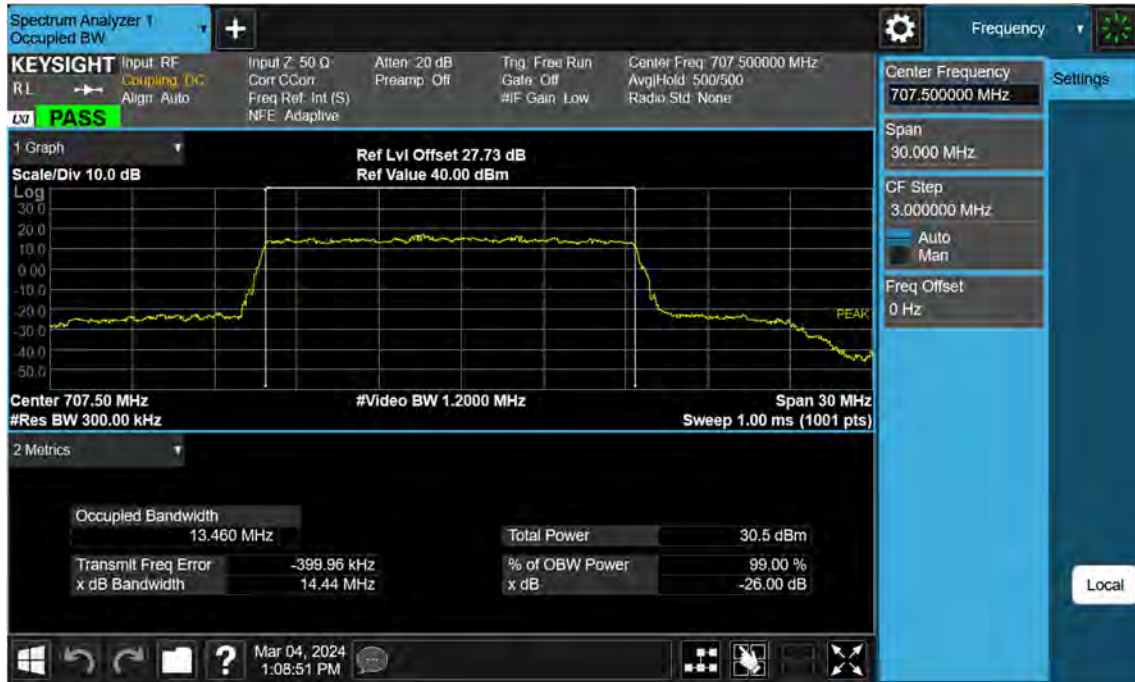 Spectrum Analyzer 1
Occupied BW
+
Frequency
KEYSIGHT
RL
LXI PASS
Input: RF
Coupling: DC
Align: Auto
Input Z: 50 Ω
Corr CCorr
Freq Ref: Int (S)
NFE: Adaptive
Atten: 20 dB
Preamp: Off
Trig: Free Run
Gate: Off
#IF Gain: Low
Center Freq: 707.500000 MHz
Avg|Hold: 500/500
Radio Std: None
Center Frequency
707.500000 MHz
Settings
Span
30.000 MHz
CF Step
3.000000 MHz
Auto
Man
Freq Offset
0 Hz
1 Graph
Scale/Div 10.0 dB
Ref Lvl Offset 27.73 dB
Ref Value 40.00 dBm
Log
30.0
20.0
10.0
0.00
-10.0
-20.0
-30.0
-40.0
-50.0
PEAK
Center 707.50 MHz
#Video BW 1.2000 MHz
Span 30 MHz
#Res BW 300.00 kHz
Sweep 1.00 ms (1001 pts)
2 Metrics
Occupied Bandwidth
13.460 MHz
Total Power 30.5 dBm
Transmit Freq Error -399.96 kHz
% of OBW Power 99.00 %
x dB Bandwidth 14.44 MHz
x dB -26.00 dB
Local
?
Mar 04, 2024
1:08:51 PM